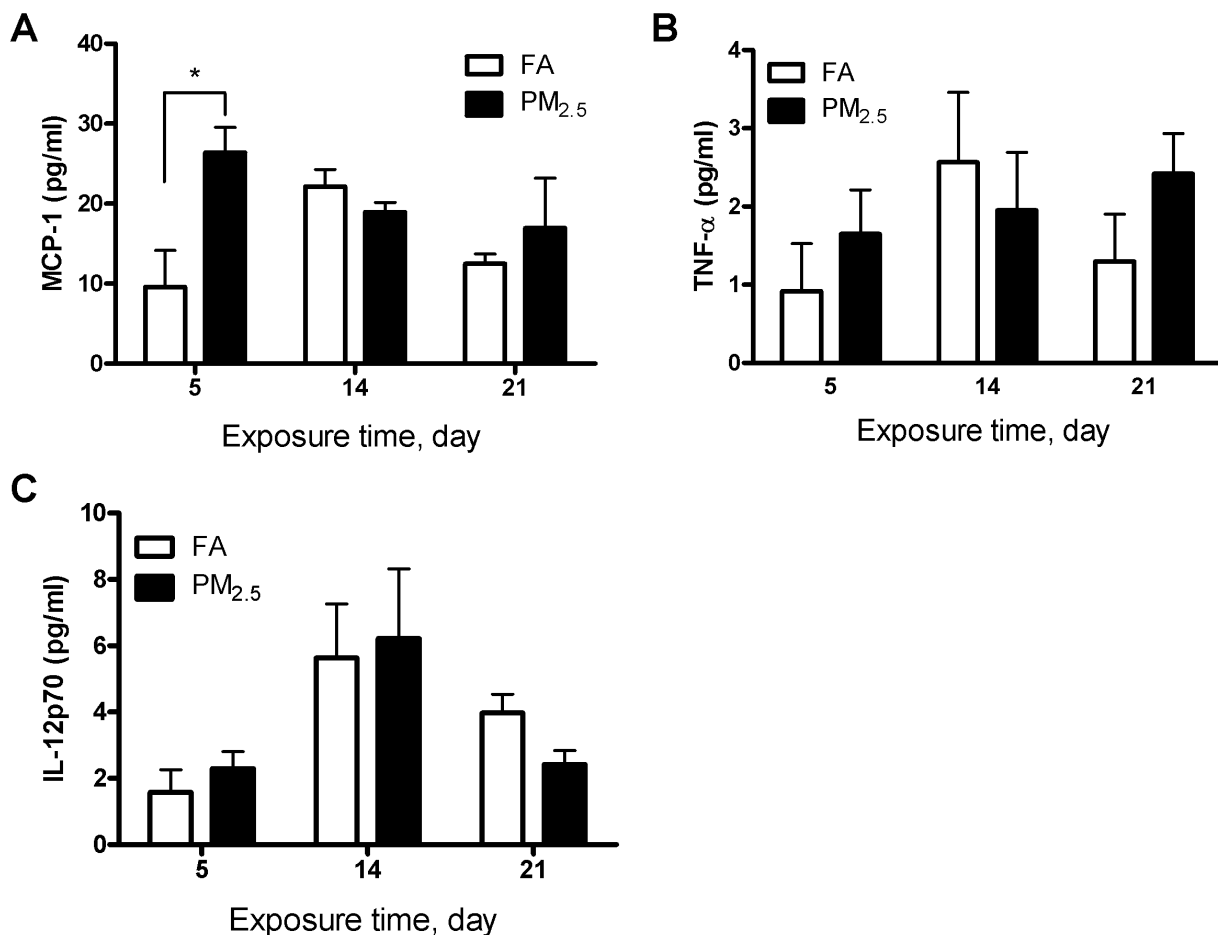 A
MCP-1 (pg/ml)
40
30
20
10
0
*
FA
PM2.5
5 14 21
Exposure time, day
B
TNF-α (pg/ml)
4
3
2
1
0
FA
PM2.5
5 14 21
Exposure time, day
C
IL-12p70 (pg/ml)
10
8
6
4
2
0
FA
PM2.5
5 14 21
Exposure time, day